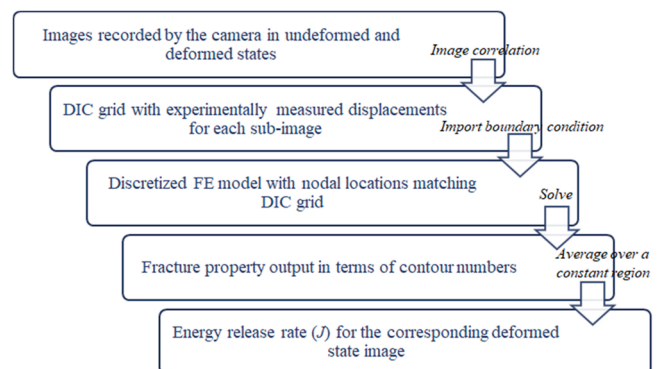 Images recorded by the camera in undeformed and
deformed states
Image correlation
DIC grid with experimentally measured displacements
for each sub-image
Import boundary condition
Discretized FE model with nodal locations matching
DIC grid
Solve
Fracture property output in terms of contour numbers
Average over a
constant region
Energy release rate (J) for the corresponding deformed
state image